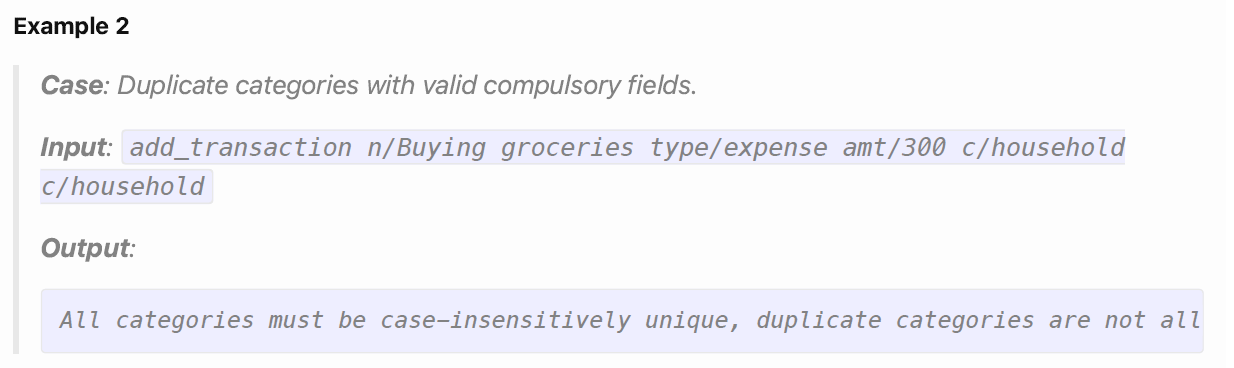 Example 2
Case: Duplicate categories with valid compulsory fields.
Input: add_transaction n/Buying groceries type/expense amt/300 c/household
c/household
Output:
All categories must be case-insensitively unique, duplicate categories are not all